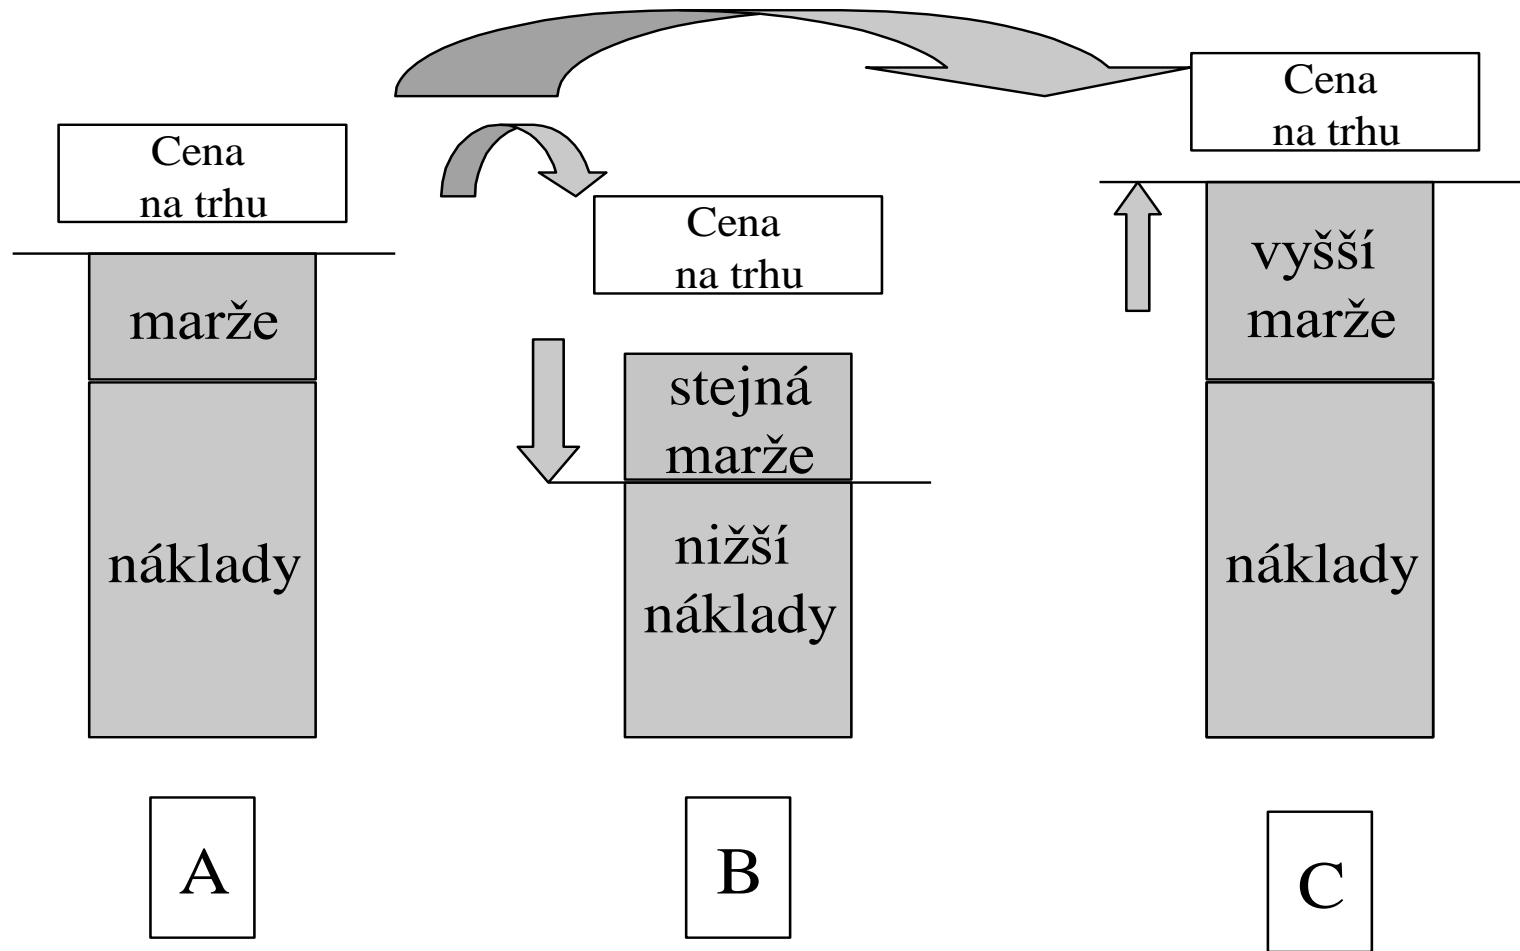 Cena
na trhu
marže
náklady
A
Cena
na trhu
stejná
marže
nižší
náklady
B
Cena
na trhu
vyšší
marže
náklady
C